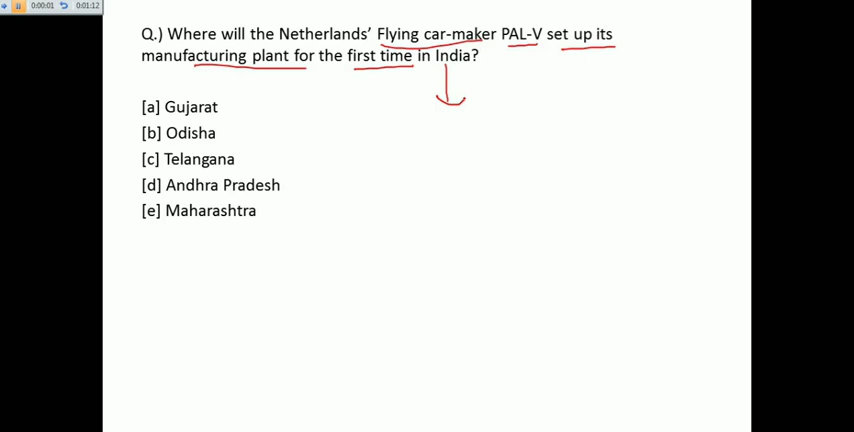 0:00:01 0:01:12
Q.) Where will the Netherlands’ Flying car-maker PAL-V set up its
manufacturing plant for the first time in India?
[a] Gujarat
[b] Odisha
[c] Telangana
[d] Andhra Pradesh
[e] Maharashtra